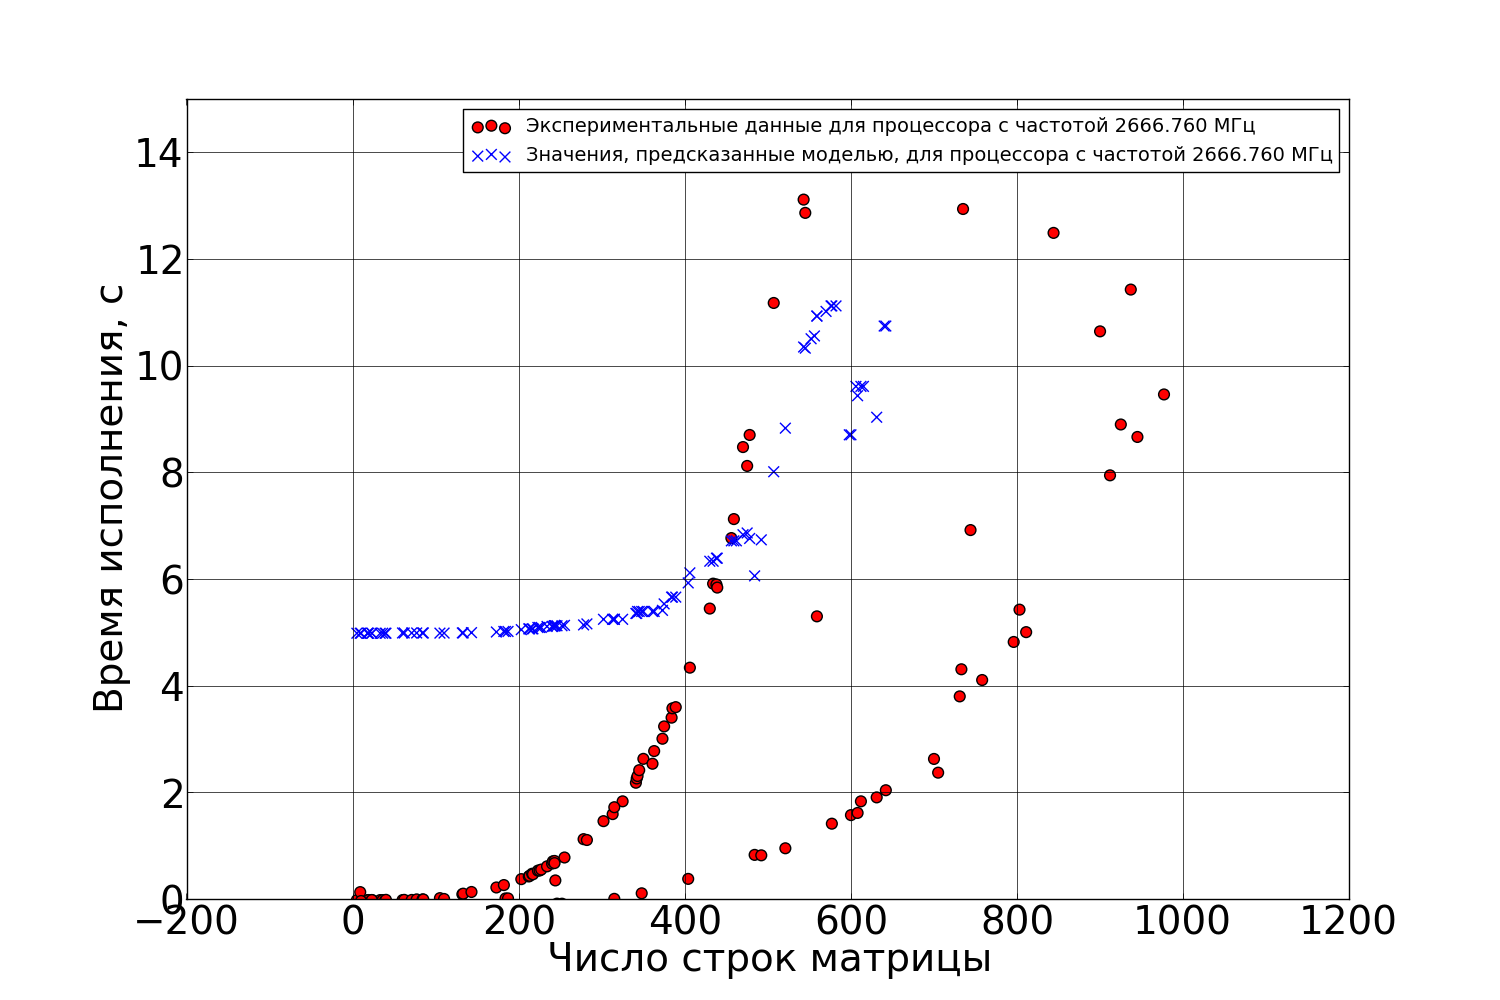 Экспериментальные данные для процессора с частотой 2666.760 МГц
Значения, предсказанные моделью, для процессора с частотой 2666.760 МГц
14
12
10
8
6
4
2
0
Время исполнения, с
−200 0 200 400 600 800 1000 1200
Число строк матрицы